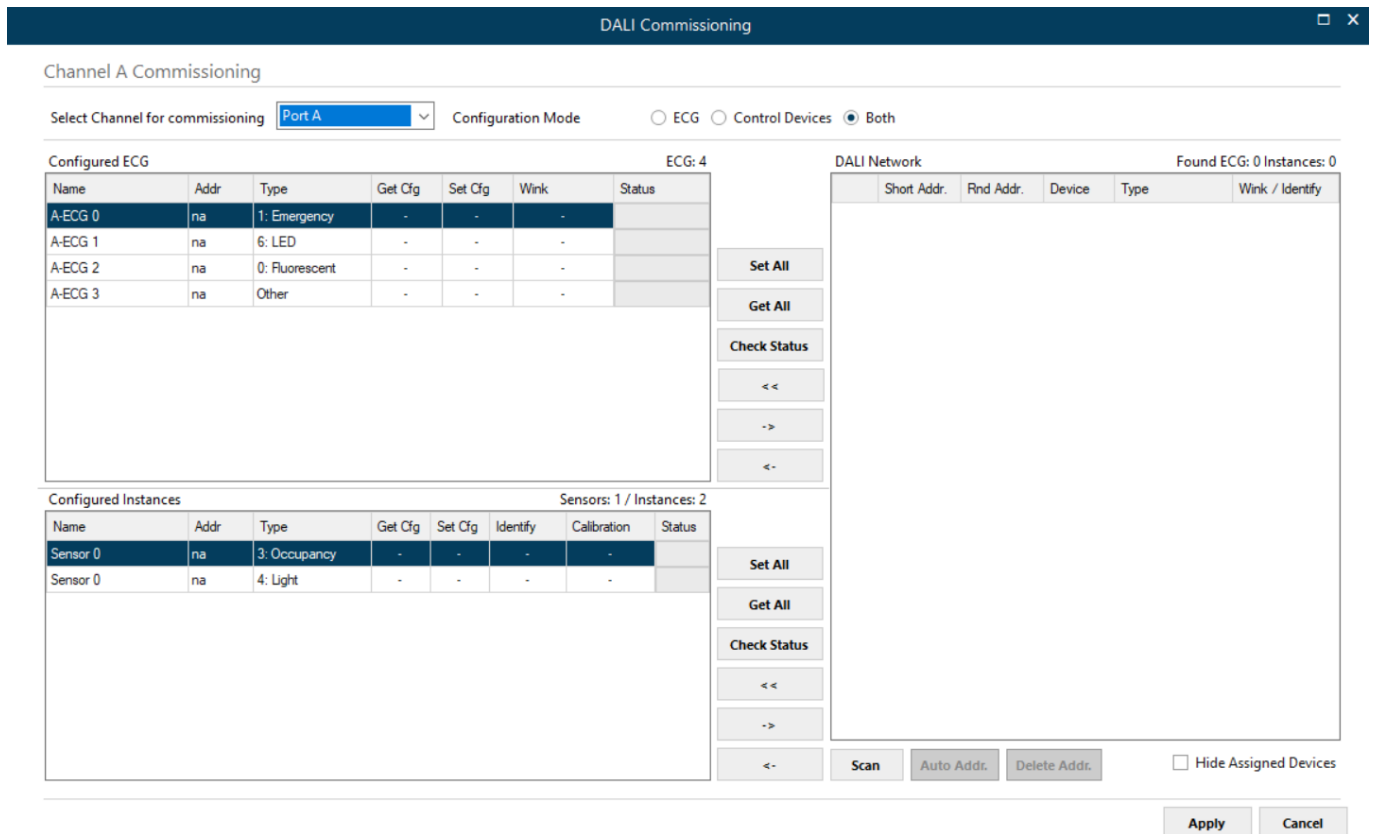 DALI Commissioning
Channel A Commissioning
Select Channel for commissioning Port A Configuration Mode ECG Control Devices Both
Configured ECG ECG: 4
Name Addr Type Get Cfg Set Cfg Wink Status
A-ECG 0 na 1: Emergency - - -
A-ECG 1 na 6: LED - - -
A-ECG 2 na 0: Fluorescent - - -
A-ECG 3 na Other - - -
Set All
Get All
Check Status
<<
->
<-
Configured Instances Sensors: 1 / Instances: 2
Name Addr Type Get Cfg Set Cfg Identify Calibration Status
Sensor 0 na 3: Occupancy - - - -
Sensor 0 na 4: Light - - - -
Set All
Get All
Check Status
<<
->
<-
DALI Network Found ECG: 0 Instances: 0
Short Addr. Rnd Addr. Device Type Wink / Identify
Scan Auto Addr. Delete Addr. Hide Assigned Devices
Apply Cancel